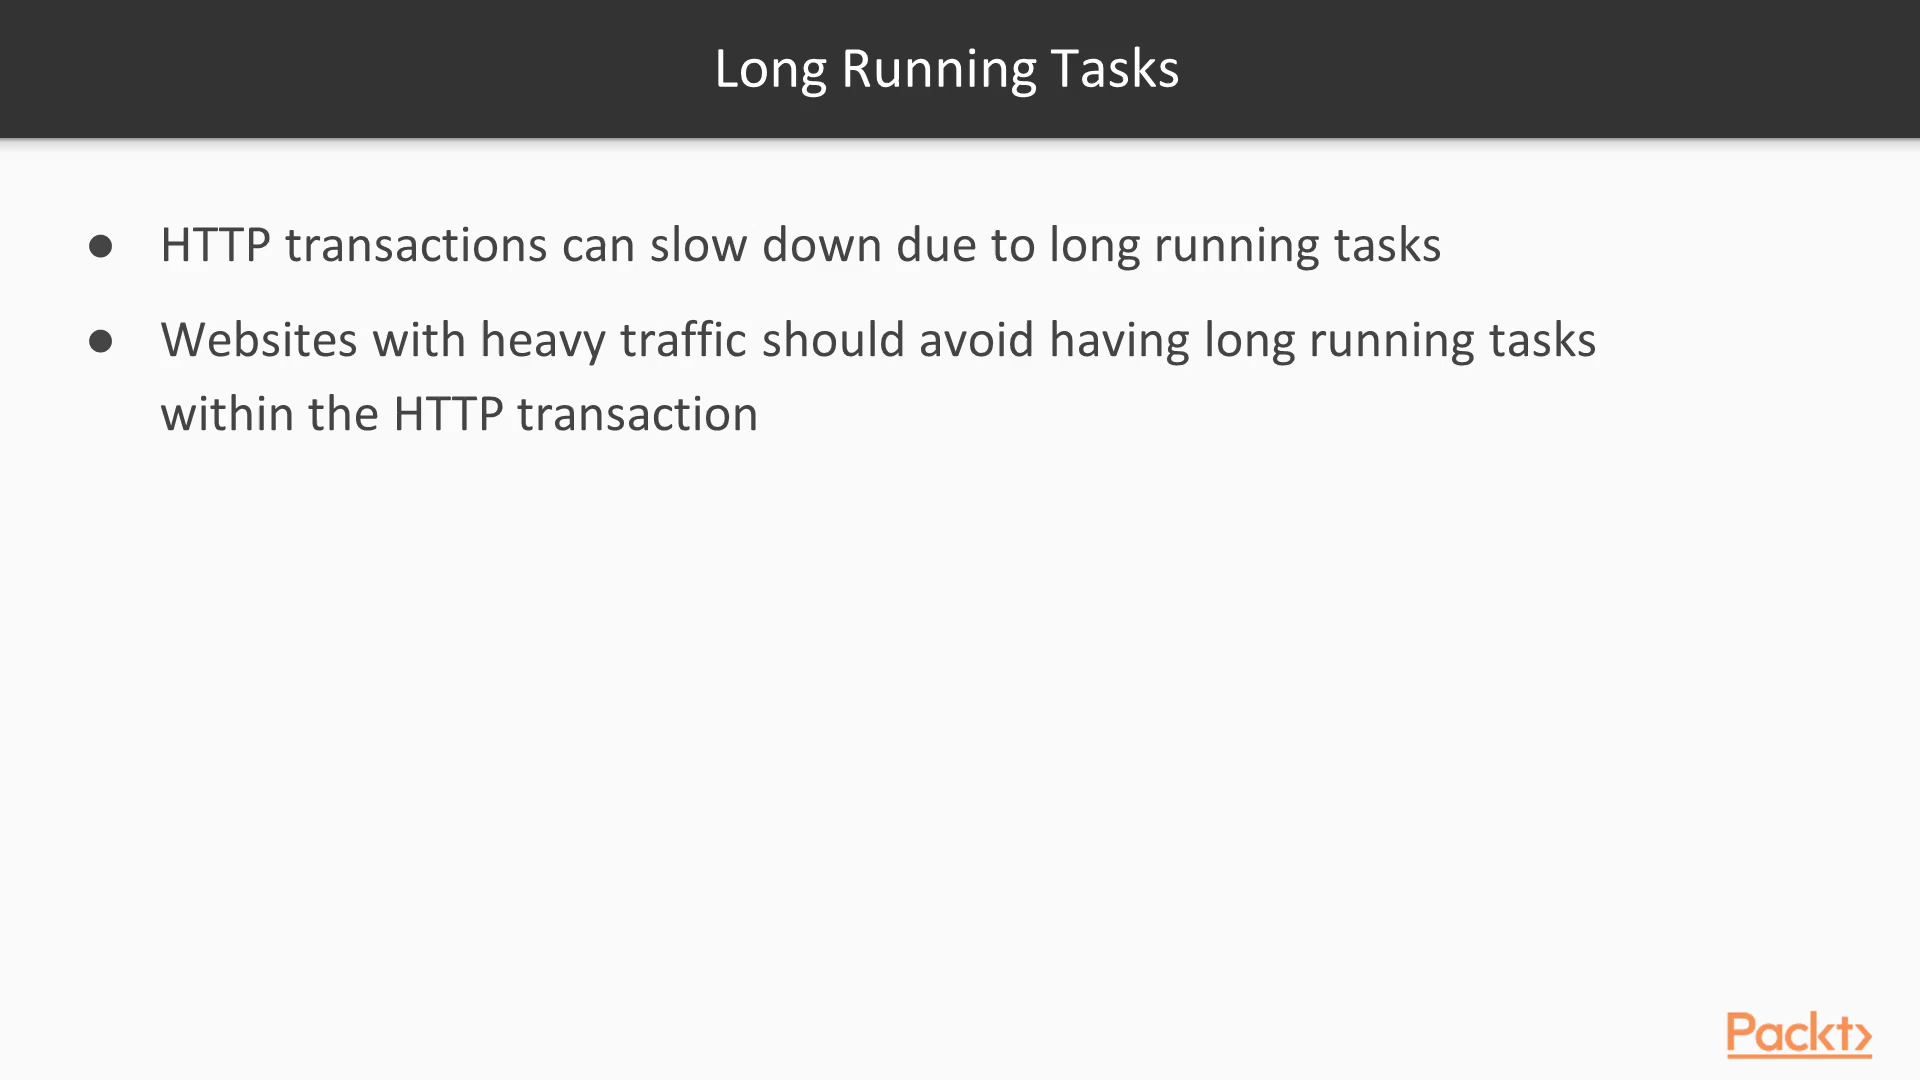 Long Running Tasks
● HTTP transactions can slow down due to long running tasks
● Websites with heavy traffic should avoid having long running tasks
within the HTTP transaction
Packt>